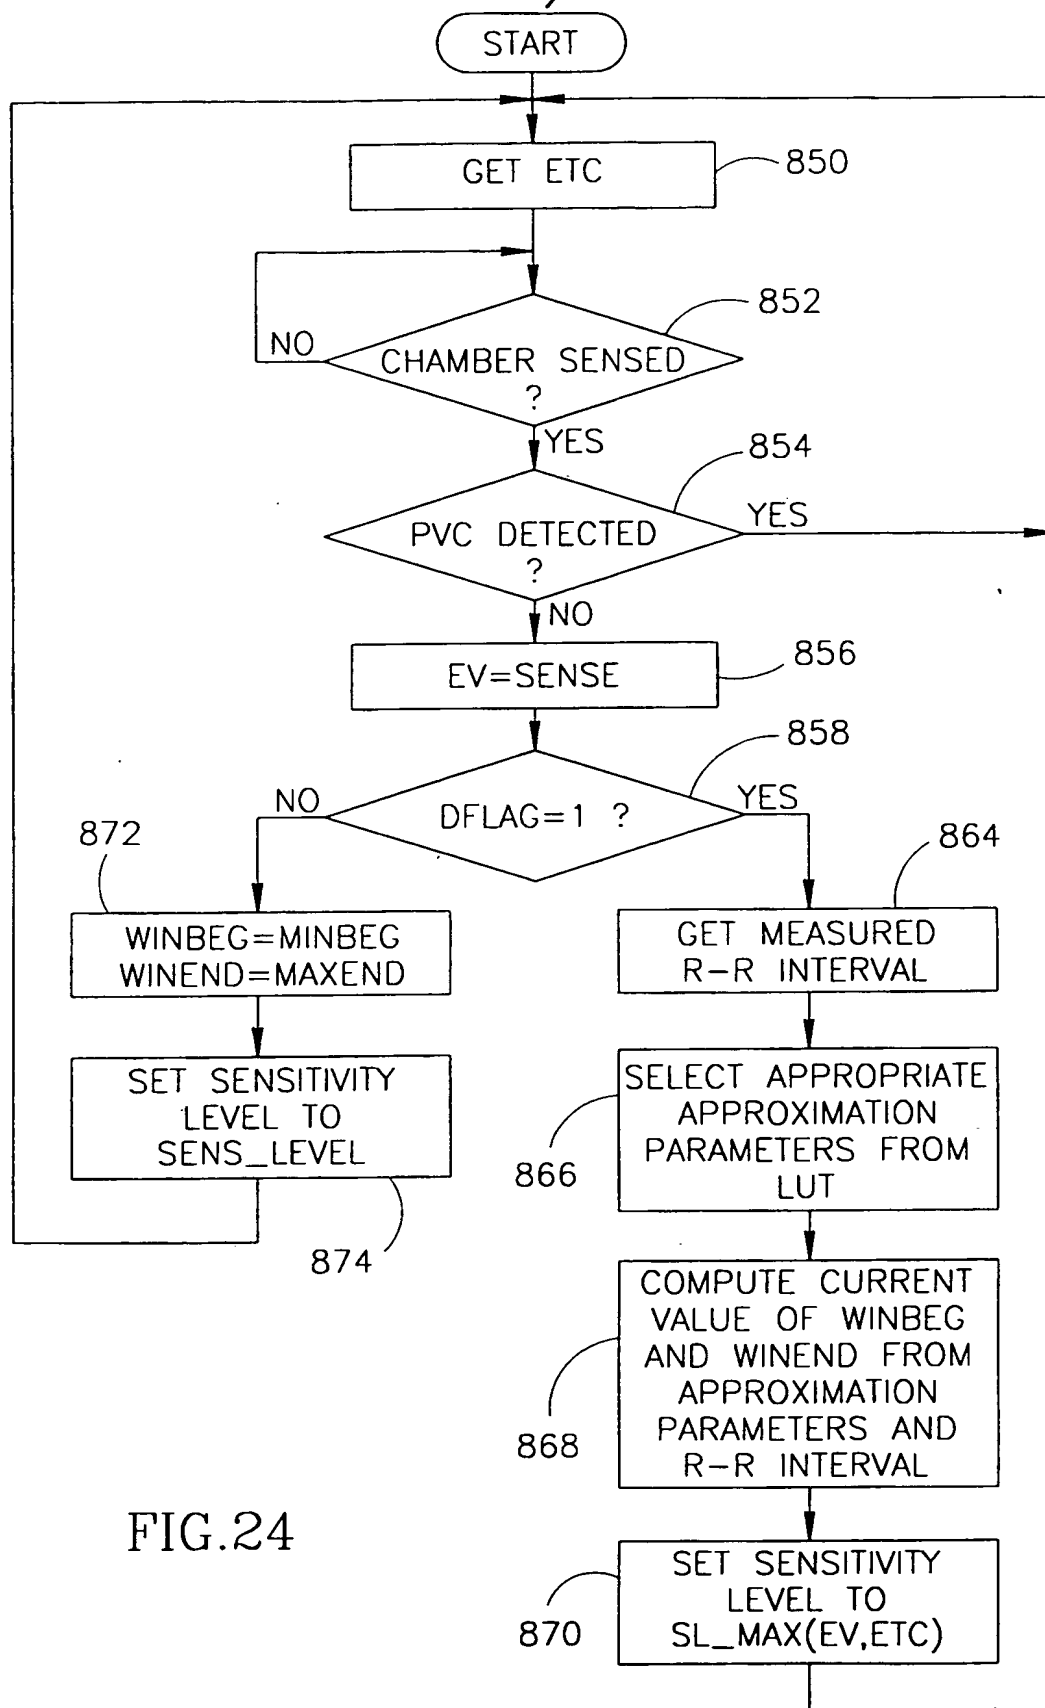 START
GET ETC
850
852
NO
CHAMBER SENSED
?
YES
854
PVC DETECTED
?
YES
NO
EV=SENSE
856
858
NO
DFLAG=1 ?
YES
872
WINBEG=MINBEG
WINEND=MAXEND
864
GET MEASURED
R-R INTERVAL
SET SENSITIVITY
LEVEL TO
SENS_LEVEL
874
SELECT APPROPRIATE
APPROXIMATION
PARAMETERS FROM
LUT
866
COMPUTE CURRENT
VALUE OF WINBEG
AND WINEND FROM
APPROXIMATION
PARAMETERS AND
R-R INTERVAL
868
SET SENSITIVITY
LEVEL TO
SL_MAX(EV,ETC)
870
FIG.24